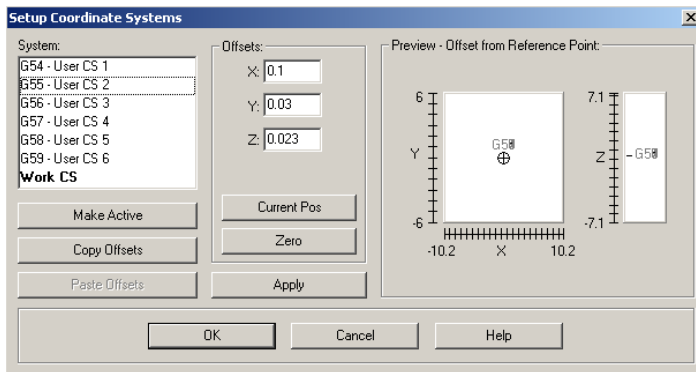 Setup Coordinate Systems
System:
G54 - User CS 1
G55 - User CS 2
G56 - User CS 3
G57 - User CS 4
G58 - User CS 5
G59 - User CS 6
Work CS
Make Active
Copy Offsets
Paste Offsets
Offsets:
X: 0.1
Y: 0.03
Z: 0.023
Current Pos
Zero
Apply
Preview - Offset from Reference Point:
6
Y
-6
-10.2
X
10.2
7.1
Z
-7.1
OK
Cancel
Help